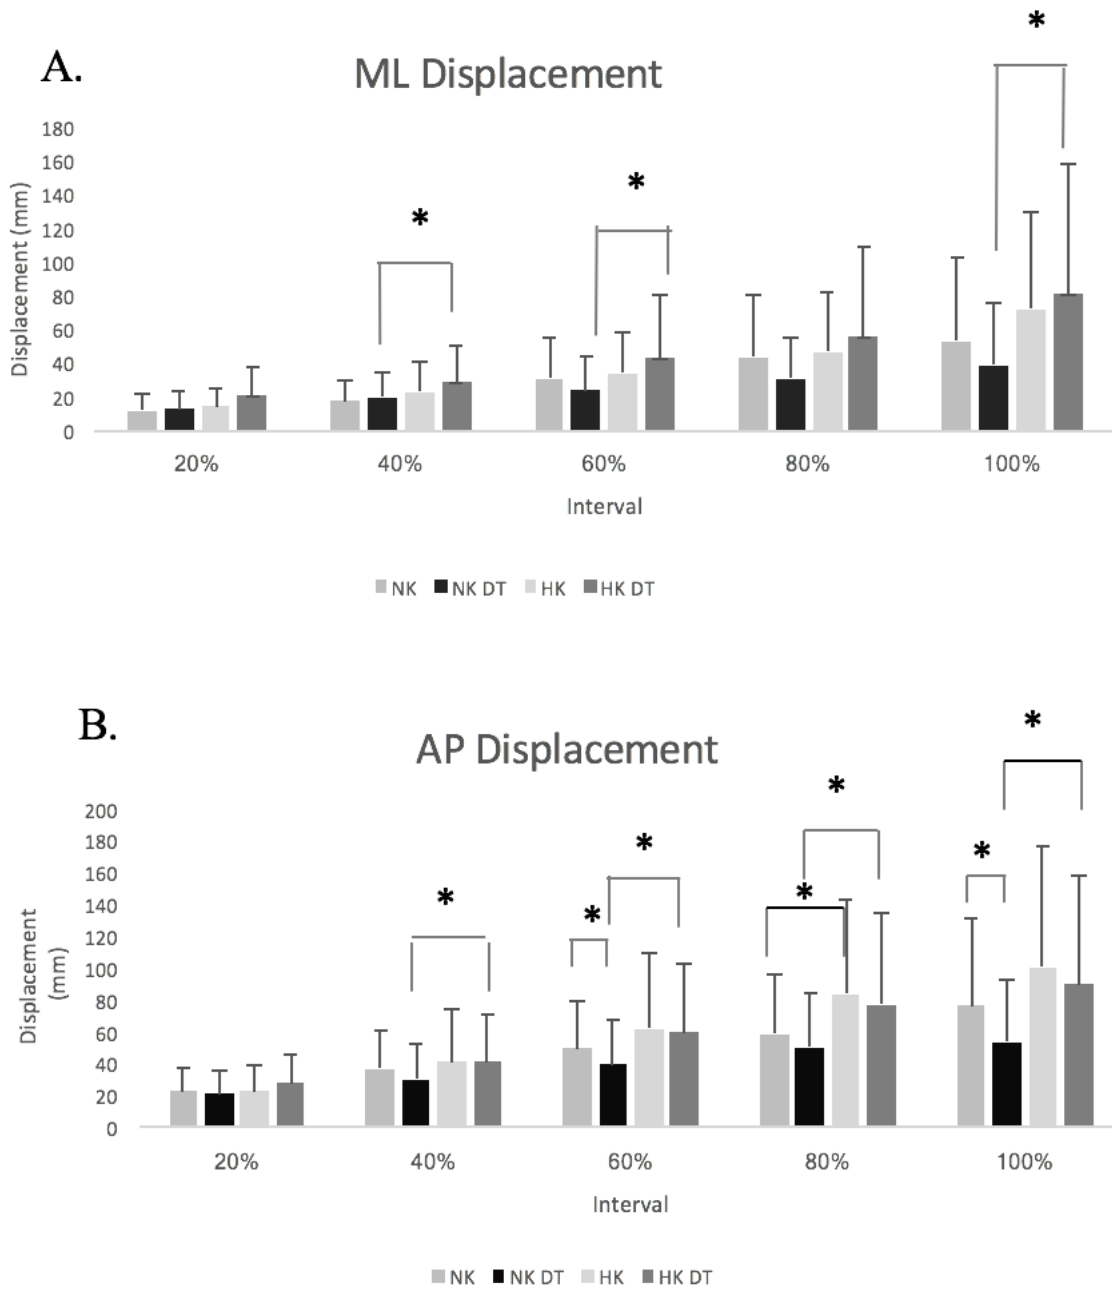 A.
ML Displacement
*
*
*
Displacement (mm)
180
160
140
120
100
80
60
40
20
0
20% 40% 60% 80% 100%
Interval
NK NK DT HK HK DT
B.
AP Displacement
*
*
*
*
*
*
*
Displacement
(mm)
200
180
160
140
120
100
80
60
40
20
0
20% 40% 60% 80% 100%
Interval
NK NK DT HK HK DT